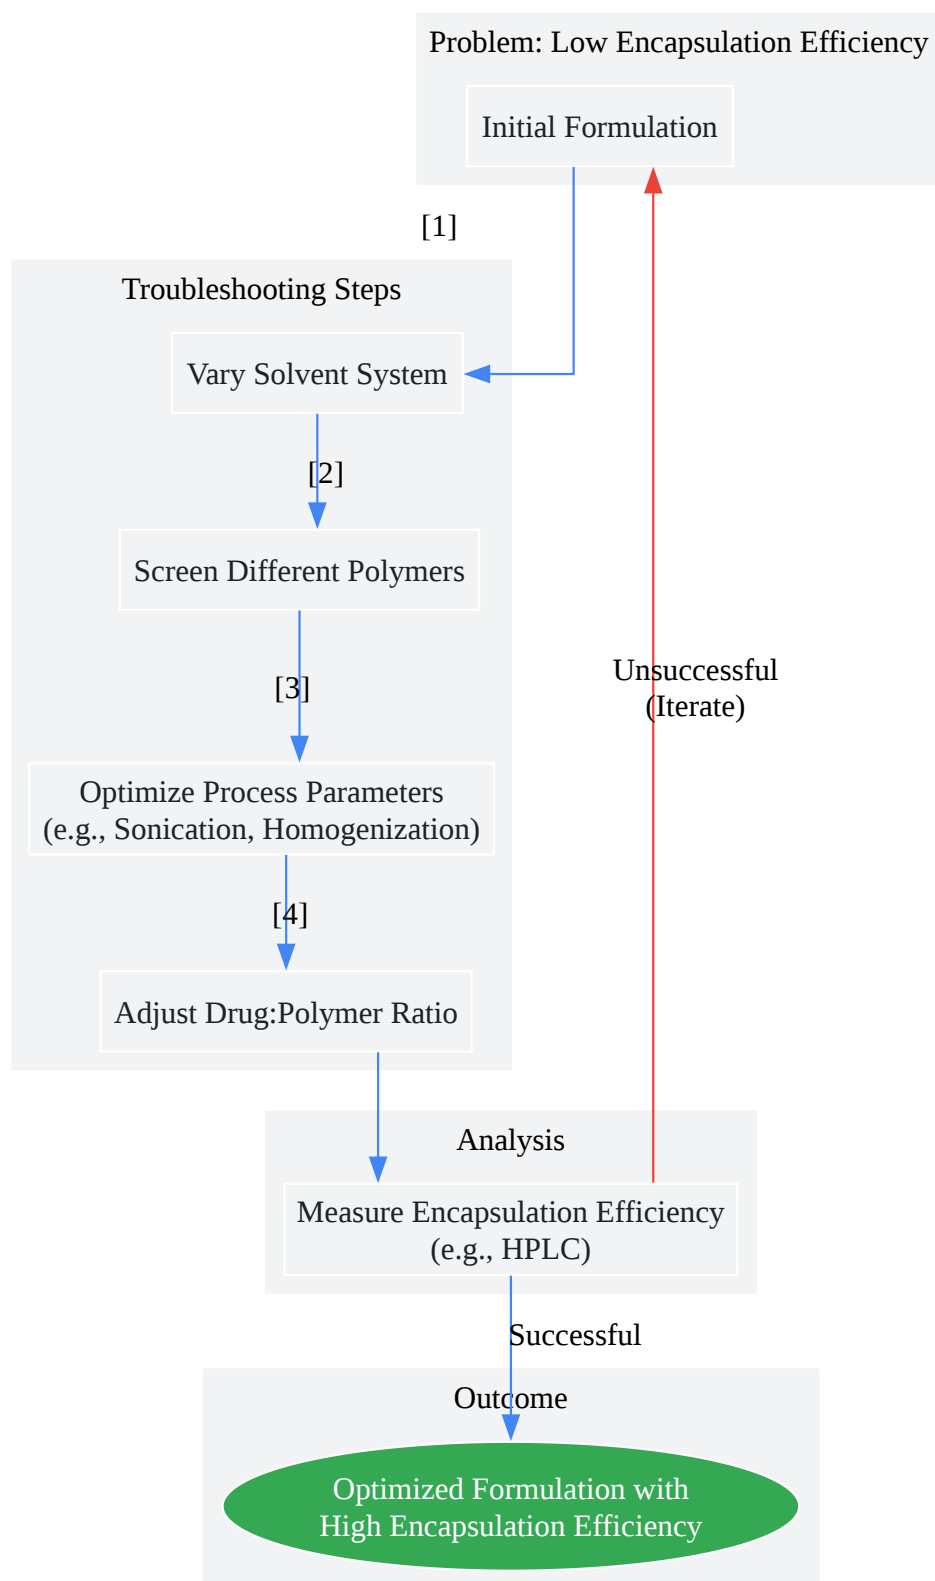 Problem: Low Encapsulation Efficiency
Initial Formulation
[1]
Troubleshooting Steps
Vary Solvent System
[2]
Screen Different Polymers
[3]
Unsuccessful
(Iterate)
Optimize Process Parameters
(e.g., Sonication, Homogenization)
[4]
Adjust Drug:Polymer Ratio
Analysis
Measure Encapsulation Efficiency
(e.g., HPLC)
Successful
Outcome
Optimized Formulation with
High Encapsulation Efficiency